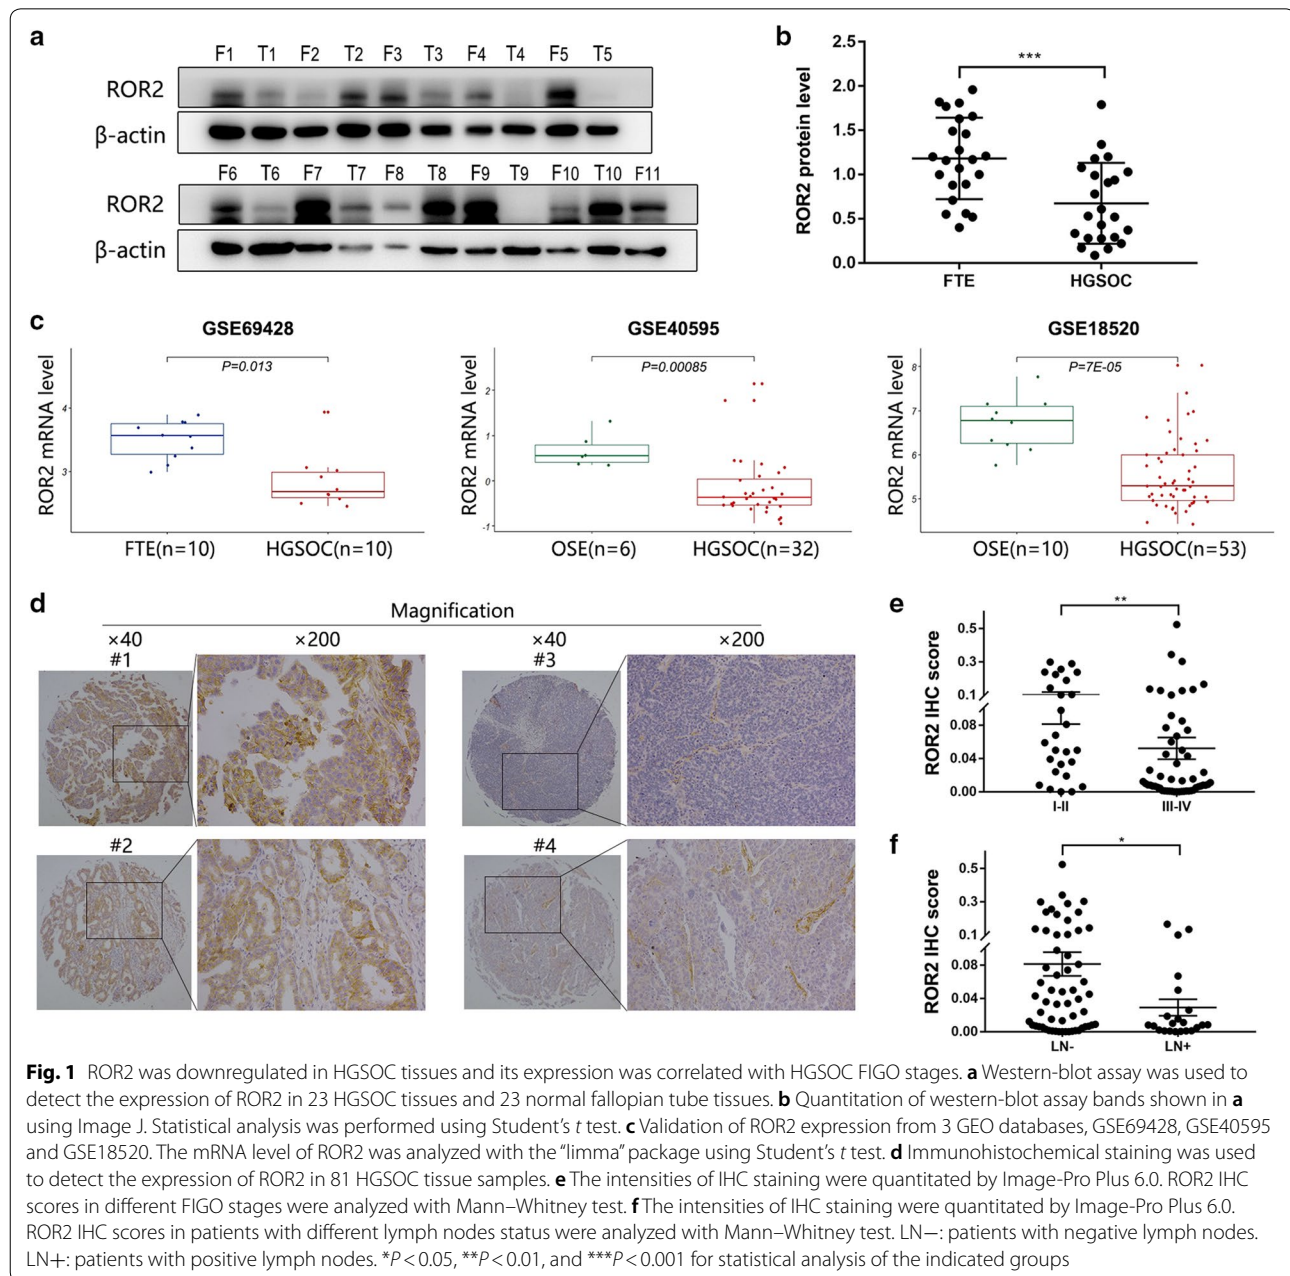 a
F1 T1 F2 T2 F3 T3 F4 T4 F5 T5
ROR2
β-actin
F6 T6 F7 T7 F8 T8 F9 T9 F10 T10 F11
ROR2
β-actin
b
ROR2 protein level
2.5
2.0
1.5
1.0
0.5
0.0
***
FTE HGSOC
c
GSE69428
ROR2 mRNA level
P=0.013
4
3
FTE(n=10) HGSOC(n=10)
GSE40595
ROR2 mRNA level
P=0.00085
2
1
0
-1
OSE(n=6) HGSOC(n=32)
GSE18520
ROR2 mRNA level
P=7E-05
8
7
6
5
OSE(n=10) HGSOC(n=53)
d
Magnification
×40 ×200 ×40 ×200
#1 #3
#2 #4
e
ROR2 IHC score
**
0.5
0.3
0.1
0.08
0.04
0.00
I-II III-IV
f
ROR2 IHC score
*
0.5
0.3
0.1
0.08
0.04
0.00
LN- LN+
Fig. 1 ROR2 was downregulated in HGSOC tissues and its expression was correlated with HGSOC FIGO stages. a Western-blot assay was used to
detect the expression of ROR2 in 23 HGSOC tissues and 23 normal fallopian tube tissues. b Quantitation of western-blot assay bands shown in a
using Image J. Statistical analysis was performed using Student’s t test. c Validation of ROR2 expression from 3 GEO databases, GSE69428, GSE40595
and GSE18520. The mRNA level of ROR2 was analyzed with the “limma” package using Student’s t test. d Immunohistochemical staining was used
to detect the expression of ROR2 in 81 HGSOC tissue samples. e The intensities of IHC staining were quantitated by Image-Pro Plus 6.0. ROR2 IHC
scores in different FIGO stages were analyzed with Mann–Whitney test. f The intensities of IHC staining were quantitated by Image-Pro Plus 6.0.
ROR2 IHC scores in patients with different lymph nodes status were analyzed with Mann–Whitney test. LN−: patients with negative lymph nodes.
LN+: patients with positive lymph nodes. *P < 0.05, **P < 0.01, and ***P < 0.001 for statistical analysis of the indicated groups